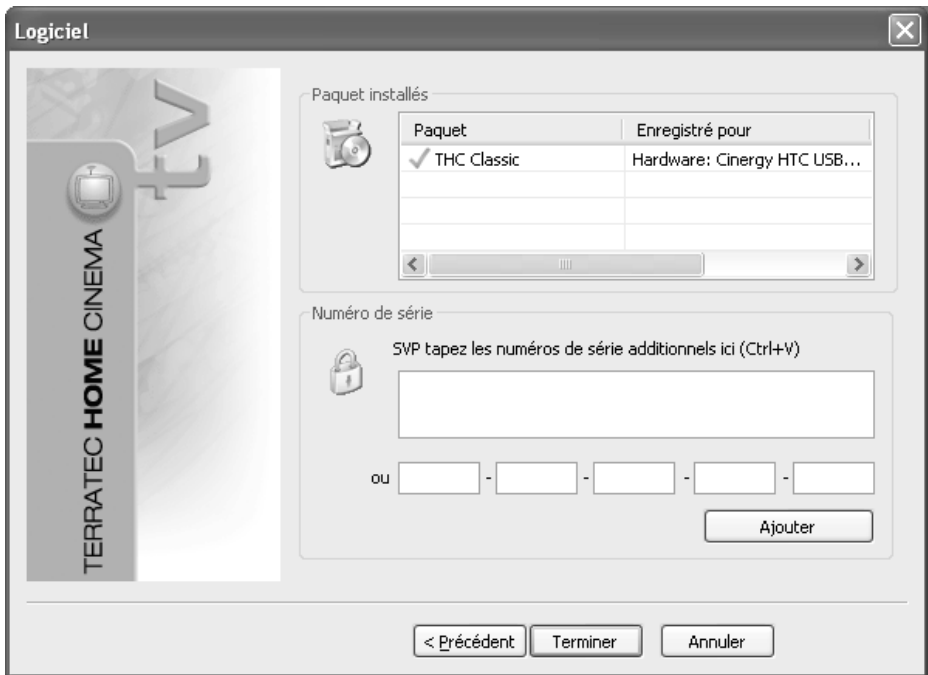 Logiciel
tv
TERRATEC HOME CINEMA
Paquet installés
Paquet Enregistré pour
THC Classic Hardware: Cinergy HTC USB...
Numéro de série
SVP tapez les numéros de série additionnels ici (Ctrl+V)
ou - - - -
Ajouter
< Précédent Terminer Annuler